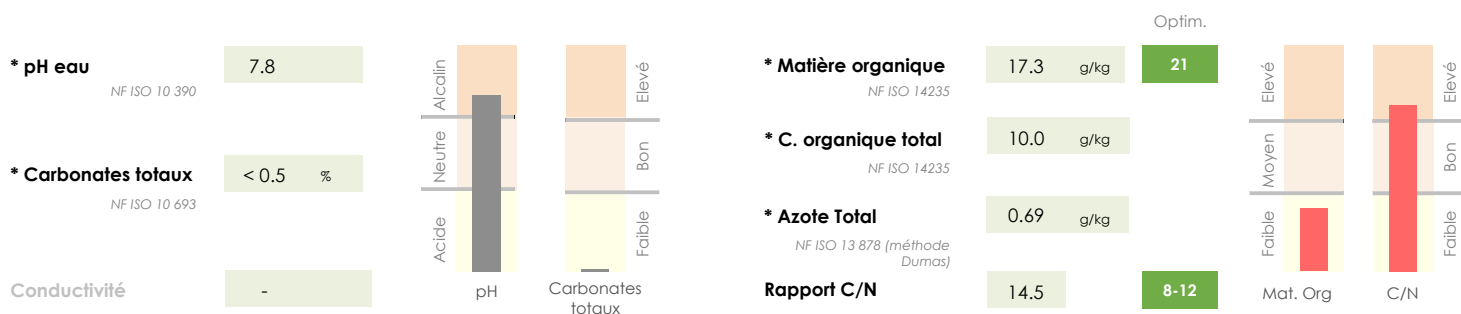 * pH eau
7.8
NF ISO 10 390
* Carbonates totaux
< 0.5 %
NF ISO 10 693
Conductivité
-
Alcalin
Neutre
Acide
Elevé
Bon
Faible
pH
Carbonates
totaux
Optim.
* Matière organique
17.3 g/kg
21
NF ISO 14235
* C. organique total
10.0 g/kg
NF ISO 14235
* Azote Total
0.69 g/kg
NF ISO 13 878 (méthode
Dumas)
Rapport C/N
14.5
8-12
Elevé
Moyen
Faible
Elevé
Bon
Faible
Mat. Org
C/N